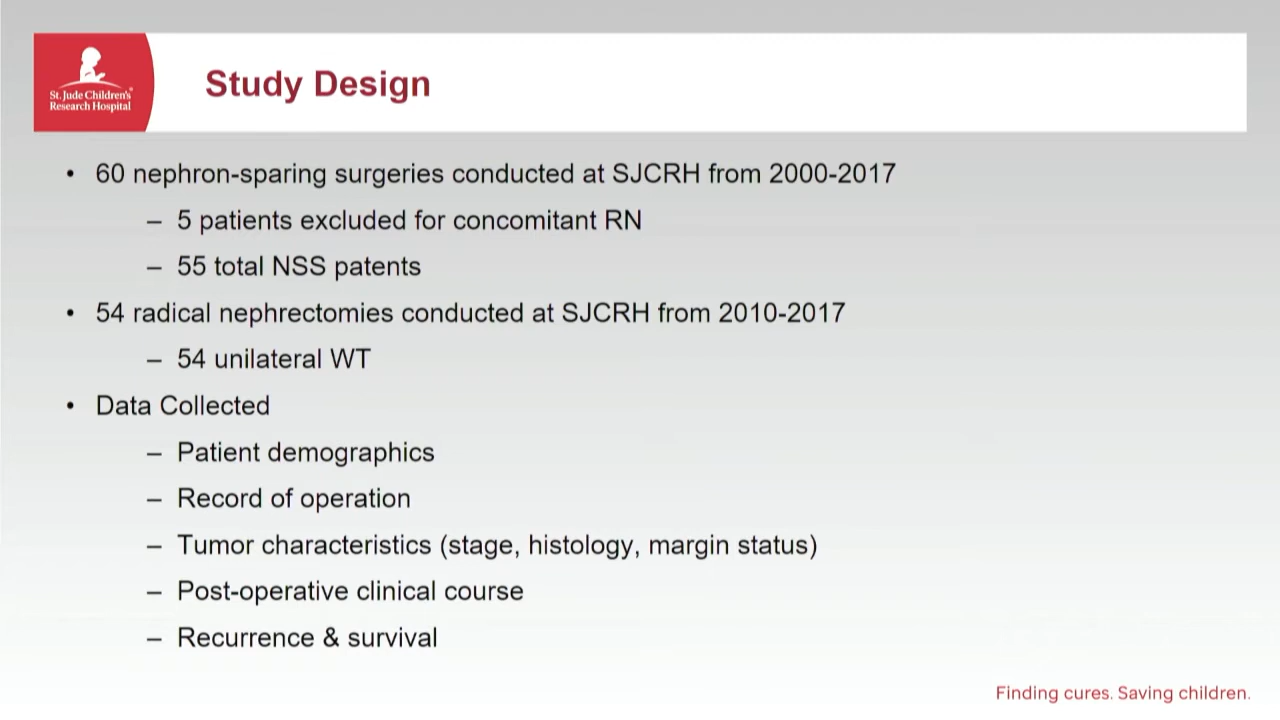 St. Jude Children's®
Research Hospital
Study Design
• 60 nephron-sparing surgeries conducted at SJCRH from 2000-2017
– 5 patients excluded for concomitant RN
– 55 total NSS patents
• 54 radical nephrectomies conducted at SJCRH from 2010-2017
– 54 unilateral WT
• Data Collected
– Patient demographics
– Record of operation
– Tumor characteristics (stage, histology, margin status)
– Post-operative clinical course
– Recurrence & survival
Finding cures. Saving children.